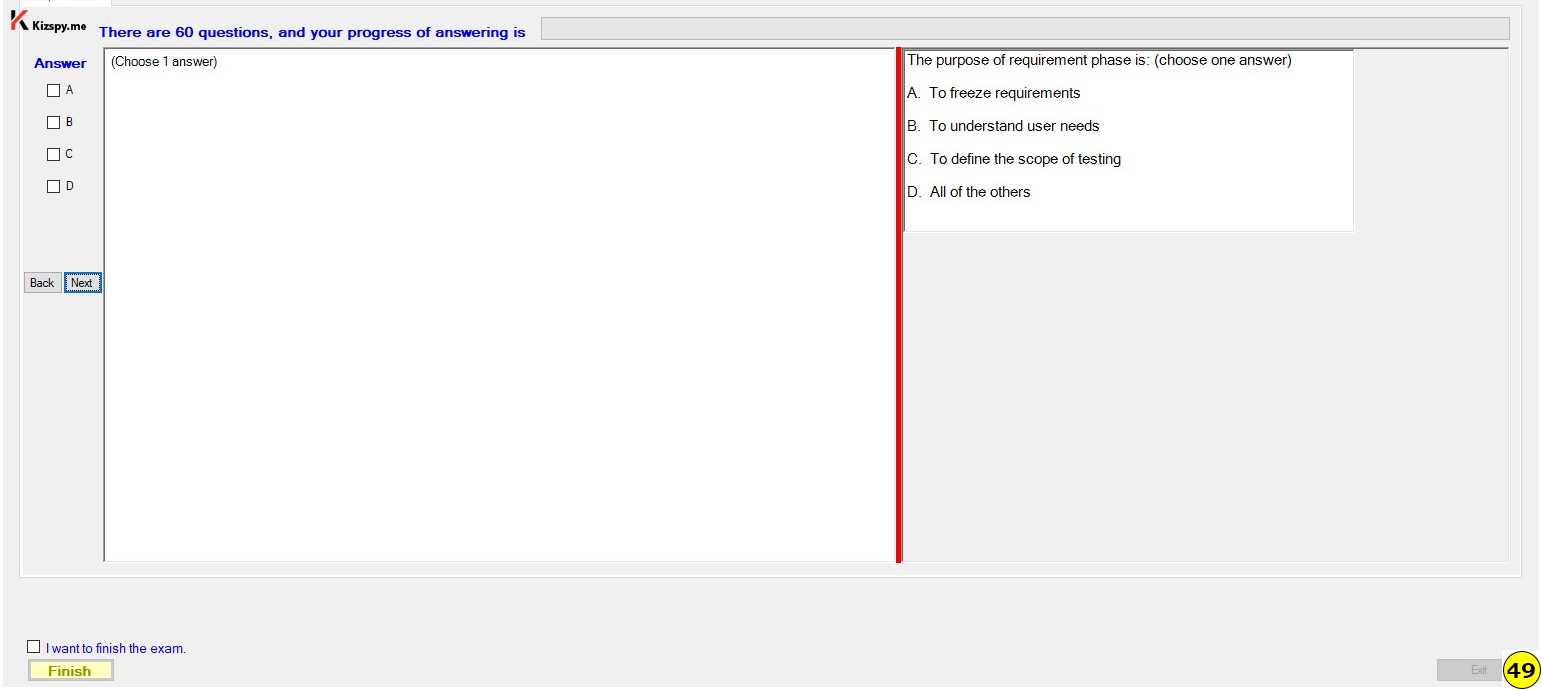 Kizspy.me
There are 60 questions, and your progress of answering is
Answer
A
B
C
D
Back Next
(Choose 1 answer)
The purpose of requirement phase is: (choose one answer)
A. To freeze requirements
B. To understand user needs
C. To define the scope of testing
D. All of the others
I want to finish the exam.
Finish
Exit
49